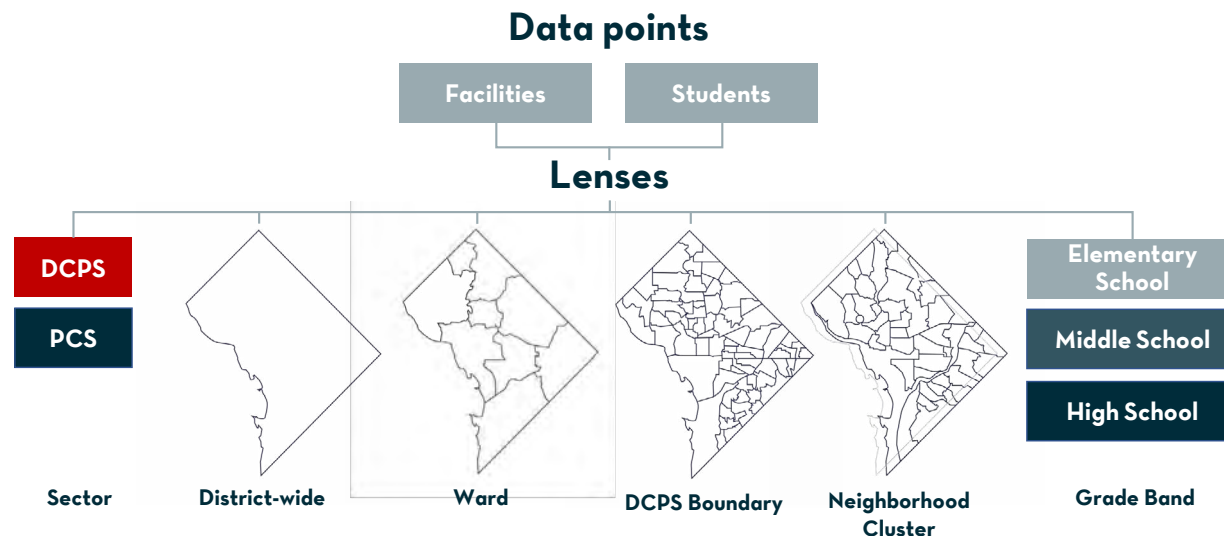 Data points
Facilities
Students
Lenses
DCPS
PCS
Elementary
School
Middle School
High School
Sector
District-wide
Ward
DCPS Boundary
Neighborhood
Cluster
Grade Band